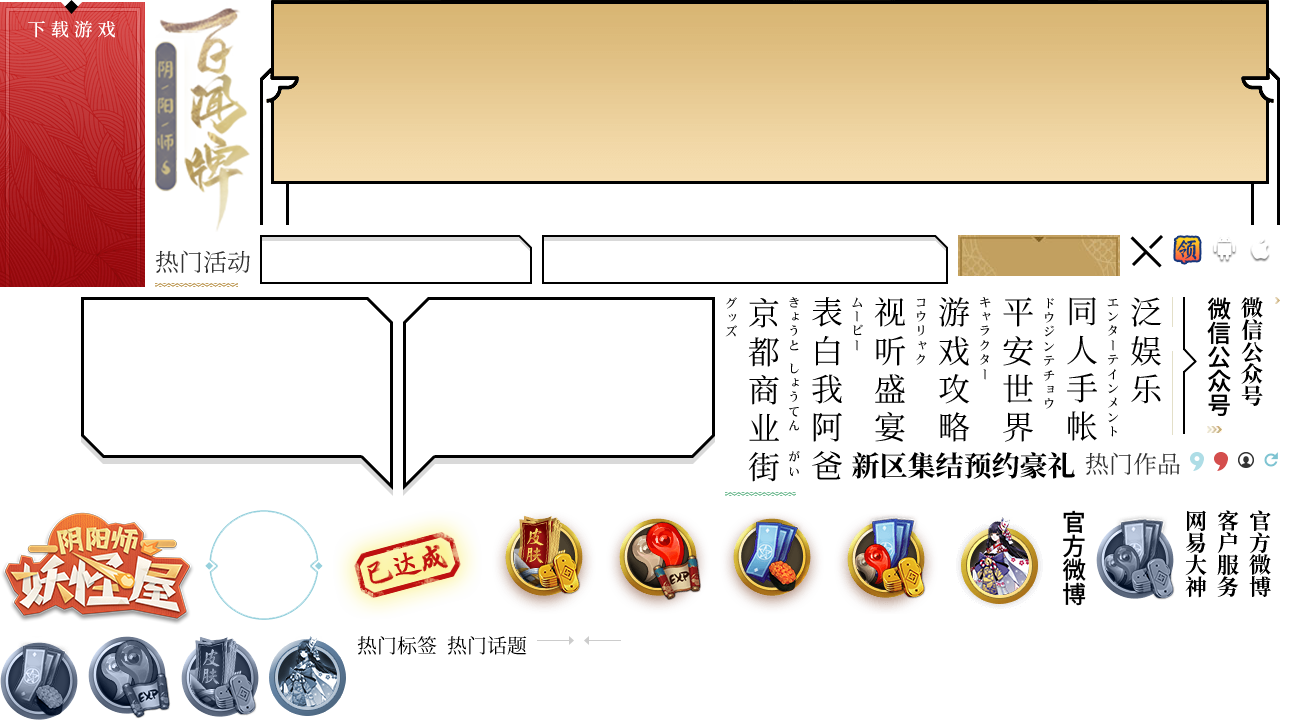 下载游戏
百闻牌
阴阳师
热门活动
领
グッズ
京都商业街
きょうと しょうてん がい
表白我阿爸
ムービー
视听盛宴
コウリャク
游戏攻略
キャラクター
平安世界
ドウジンテチョウ
同人手帐
エンターテインメント
泛娱乐
微信公众号
微信公众号
新区集结预约豪礼
热门作品
阴阳师
妖怪屋
已达成
皮肤
EXP
官方微博
网易大神
客户服务
官方微博
EXP
皮肤
热门标签
热门话题